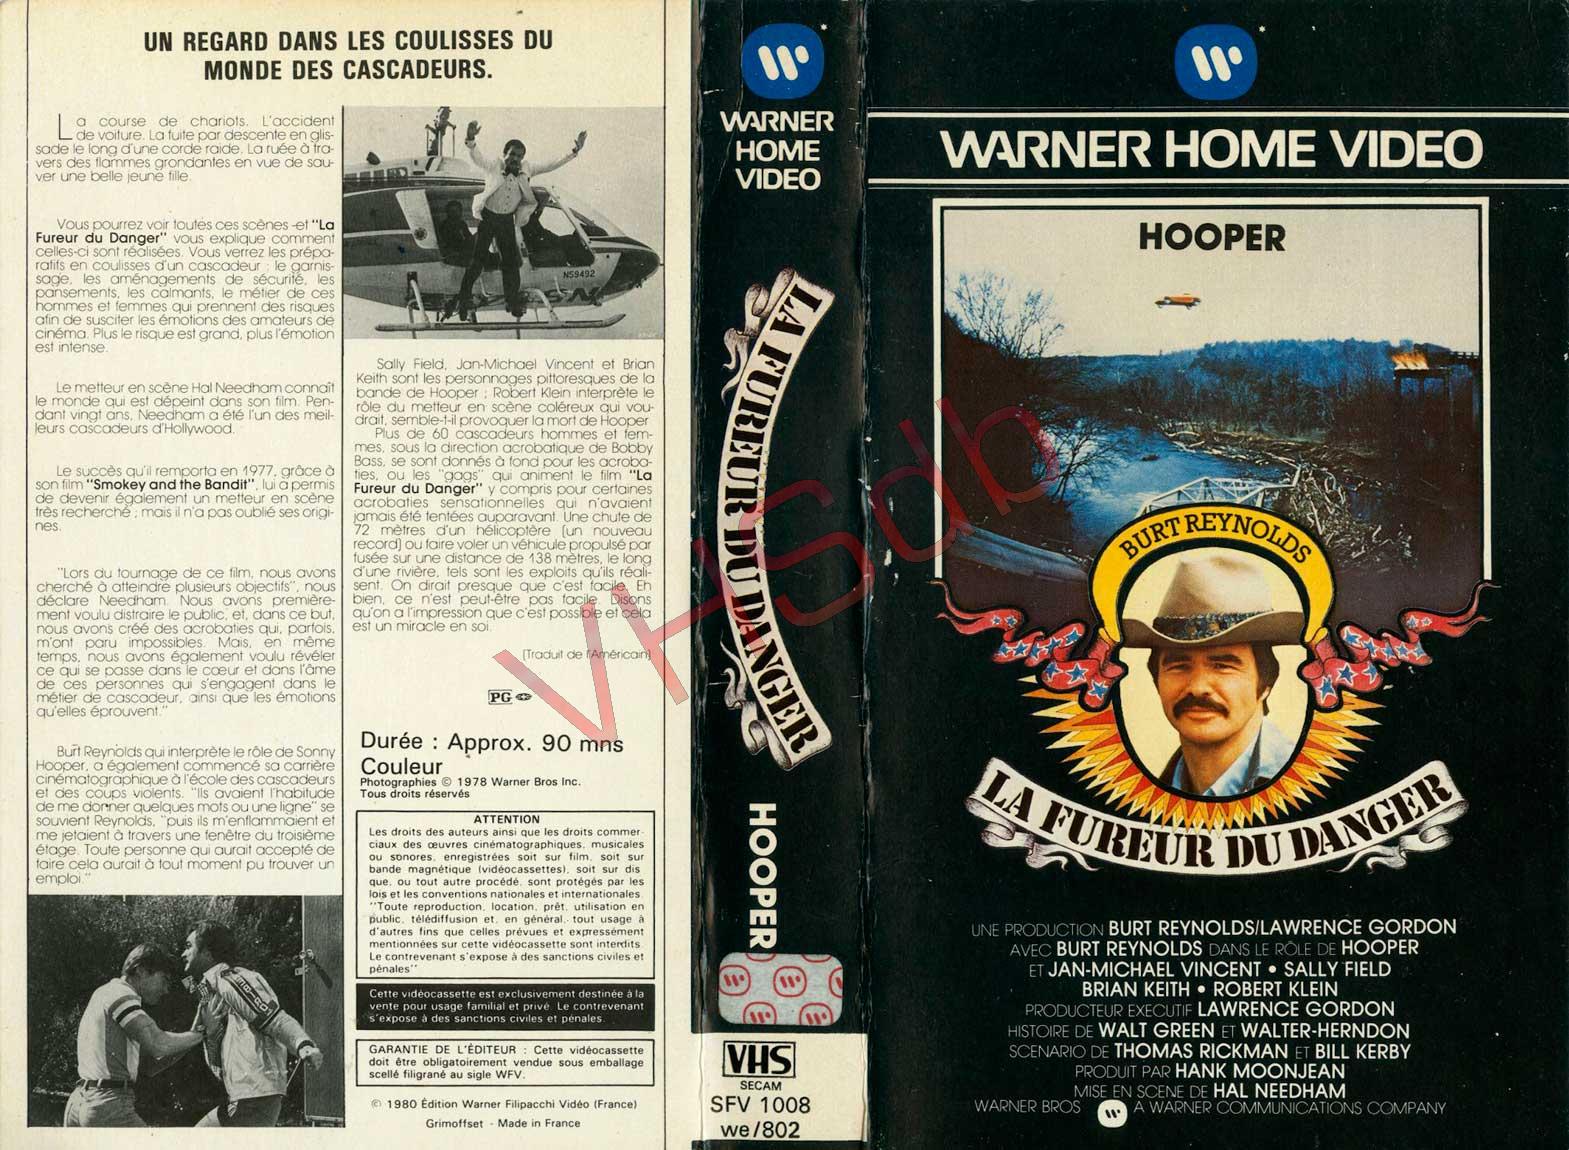 UN REGARD DANS LES COULISSES DU
MONDE DES CASCADEURS.
La course de chariots. L'accident
de voiture. La fuite par descente en glis-
sade le long d'une corde raide. La ruée à tra-
vers des flammes grondantes en vue de sau-
ver une belle jeune fille.
Vous pourrez voir toutes ces scènes -et "La
Fureur du Danger" vous explique comment
celles-ci sont réalisées. Vous verrez les prépa-
ratifs en coulisses d'un cascadeur : le garnis-
sage, les aménagements de sécurité, les
pansements, les calmants, le métier de ces
hommes et femmes qui prennent des risques
afin de susciter les émotions des amateurs de
cinéma. Plus le risque est grand, plus l'émotion
est intense.
Le metteur en scène Hal Needham connaît
le monde qui est dépeint dans son film. Pen-
dant vingt ans, Needham a été l'un des meil-
leurs cascadeurs d'Hollywood.
Le succès qu'il remporta en 1977, grâce à
son film "Smokey and the Bandit", lui a permis
de devenir également un metteur en scène
très recherché ; mais il n'a pas oublié ses origi-
nes.
"Lors du tournage de ce film, nous avons
cherché à atteindre plusieurs objectifs", nous
déclare Needham. Nous avons première-
ment voulu distraire le public, et, dans ce but,
nous avons créé des acrobaties qui, parfois,
m'ont paru impossibles. Mais, en même
temps, nous avons également voulu révéler
ce qui se passe dans le cœur et dans l'âme
de ces personnes qui s'engagent dans le
métier de cascadeur, ainsi que les émotions
qu'elles éprouvent."
Burt Reynolds qui interprète le rôle de Sonny
Hooper, a également commencé sa carrière
cinématographique à l'école des cascadeurs
et des coups violents. "Ils avaient l'habitude
de me donner quelques mots ou une ligne" se
souvient Reynolds, "puis ils m'enflammaient et
me jetaient à travers une fenêtre du troisième
étage. Toute personne qui aurait accepté de
faire cela aurait à tout moment pu trouver un
emploi."
N59492
Sally Field, Jan-Michael Vincent et Brian
Keith sont les personnages pittoresques de la
bande de Hooper ; Robert Klein interprète le
rôle du metteur en scène coléreux qui vou-
drait, semble-t-il provoquer la mort de Hooper
Plus de 60 cascadeurs hommes et fem-
mes, sous la direction acrobatique de Bobby
Bass, se sont donnés à fond pour les acroba-
ties, ou les "gags" qui animent le film "La
Fureur du Danger" y compris pour certaines
acrobaties sensationnelles qui n'avaient
jamais été tentées auparavant. Une chute de
72 mètres d'un hélicoptère [un nouveau
record] ou faire voler un véhicule propulsé par
fusée sur une distance de 138 mètres, le long
d'une rivière, tels sont les exploits qu'ils réali-
sent. On dirait presque que c'est facile. Eh
bien, ce n'est peut-être pas facile. Disons
qu'on a l'impression que c'est possible et cela
est un miracle en soi.
[Traduit de l'Américain]
PG
Durée : Approx. 90 mns
Couleur
Photographies © 1978 Warner Bros Inc.
Tous droits réservés
ATTENTION
Les droits des auteurs ainsi que les droits commer-
ciaux des œuvres cinématographiques, musicales
ou sonores, enregistrées soit sur film, soit sur
bande magnétique (vidéocassettes), soit sur dis
que, ou tout autre procédé, sont protégés par les
lois et les conventions nationales et internationales.
"Toute reproduction, location, prêt, utilisation en
public, télédiffusion et, en général, tout usage à
d'autres fins que celles prévues et expressément
mentionnées sur cette vidéocassette sont interdits.
Le contrevenant s'expose à des sanctions civiles et
pénales"
Cette vidéocassette est exclusivement destinée à la
vente pour usage familial et privé. Le contrevenant
s'expose à des sanctions civiles et pénales.
GARANTIE DE L'ÉDITEUR : Cette vidéocassette
doit être obligatoirement vendue sous emballage
scellé filigrané au sigle WFV.
© 1980 Édition Warner Filipacchi Vidéo (France)
Grimoffset - Made in France
WARNER
HOME
VIDEO
LA FUREUR DU DANGER
HOOPER
VHS
SECAM
SFV 1008
we/802
WARNER HOME VIDEO
HOOPER
BURT REYNOLDS
LA FUREUR DU DANGER
UNE PRODUCTION BURT REYNOLDS/LAWRENCE GORDON
AVEC BURT REYNOLDS DANS LE RÔLE DE HOOPER
ET JAN-MICHAEL VINCENT • SALLY FIELD
BRIAN KEITH • ROBERT KLEIN
PRODUCTEUR EXECUTIF LAWRENCE GORDON
HISTOIRE DE WALT GREEN ET WALTER-HERNDON
SCENARIO DE THOMAS RICKMAN ET BILL KERBY
PRODUIT PAR HANK MOONJEAN
MISE EN SCENE DE HAL NEEDHAM
WARNER BROS A WARNER COMMUNICATIONS COMPANY
VHSdb